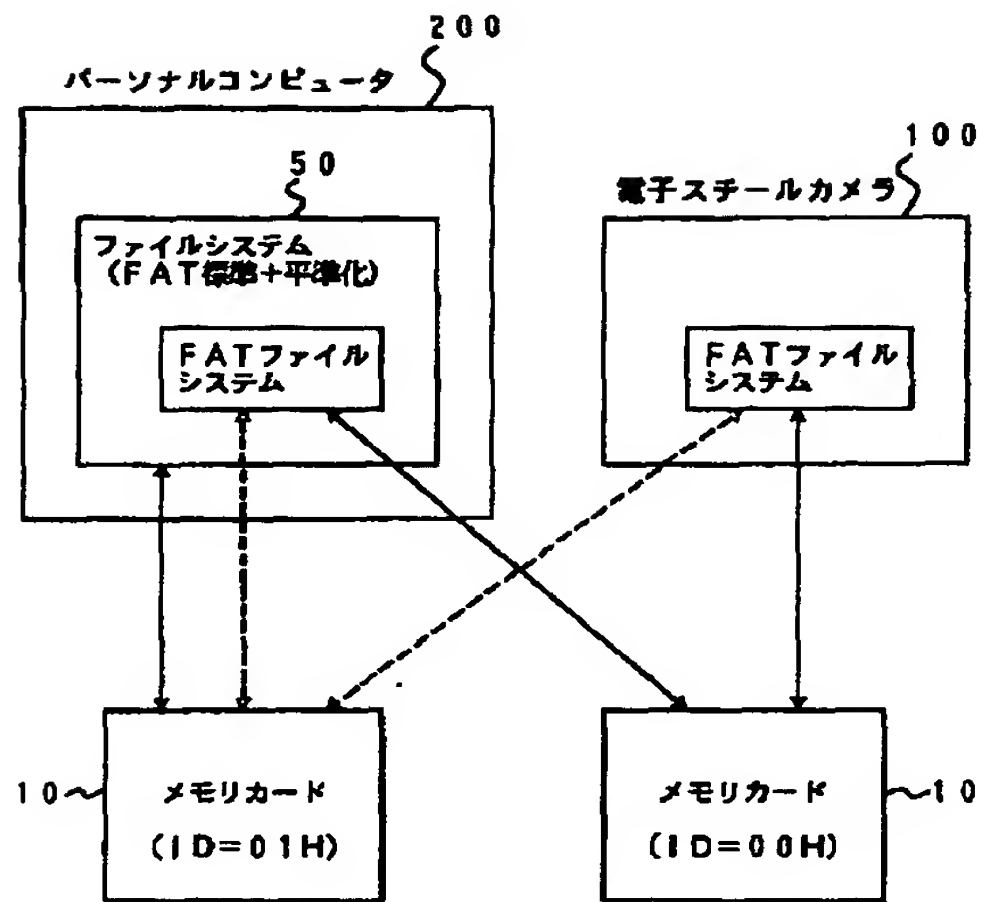 ２００
パーソナルコンピュータ
１００
５０
電子スチールカメラ
ファイルシステム
（ＦＡＴ標準＋平準化）
ＦＡＴファイル
システム
ＦＡＴファイル
システム
１０
メモリカード
（ＩＤ＝０１Ｈ）
メモリカード
（ＩＤ＝００Ｈ）
１０